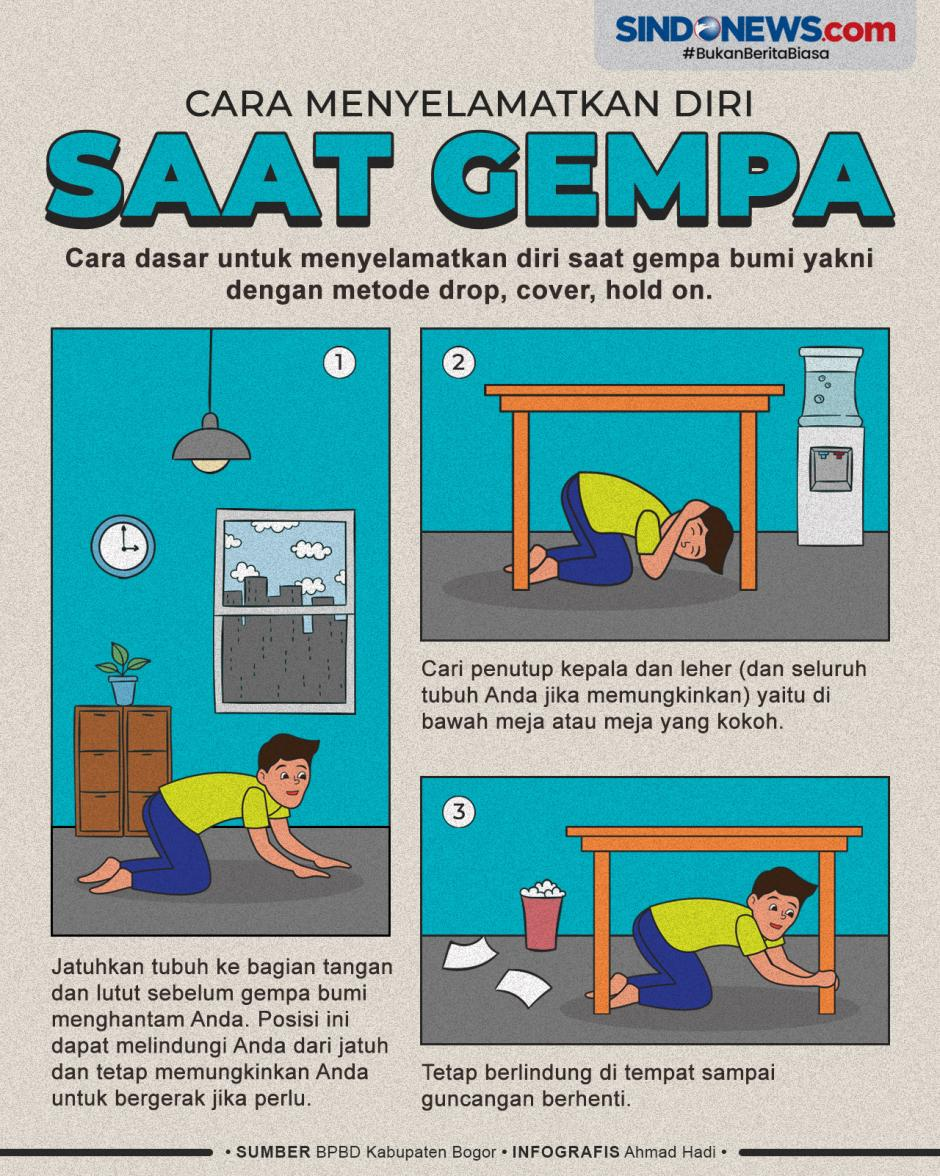 SINDONEWS.com
#BukanBeritaBiasa
CARA MENYELAMATKAN DIRI
SAAT GEMPA
Cara dasar untuk menyelamatkan diri saat gempa bumi yakni
dengan metode drop, cover, hold on.
1
Jatuhkan tubuh ke bagian tangan
dan lutut sebelum gempa bumi
menghantam Anda. Posisi ini
dapat melindungi Anda dari jatuh
dan tetap memungkinkan Anda
untuk bergerak jika perlu.
2
Cari penutup kepala dan leher (dan seluruh
tubuh Anda jika memungkinkan) yaitu di
bawah meja atau meja yang kokoh.
3
Tetap berlindung di tempat sampai
guncangan berhenti.
• SUMBER BPBD Kabupaten Bogor • INFOGRAFIS Ahmad Hadi •